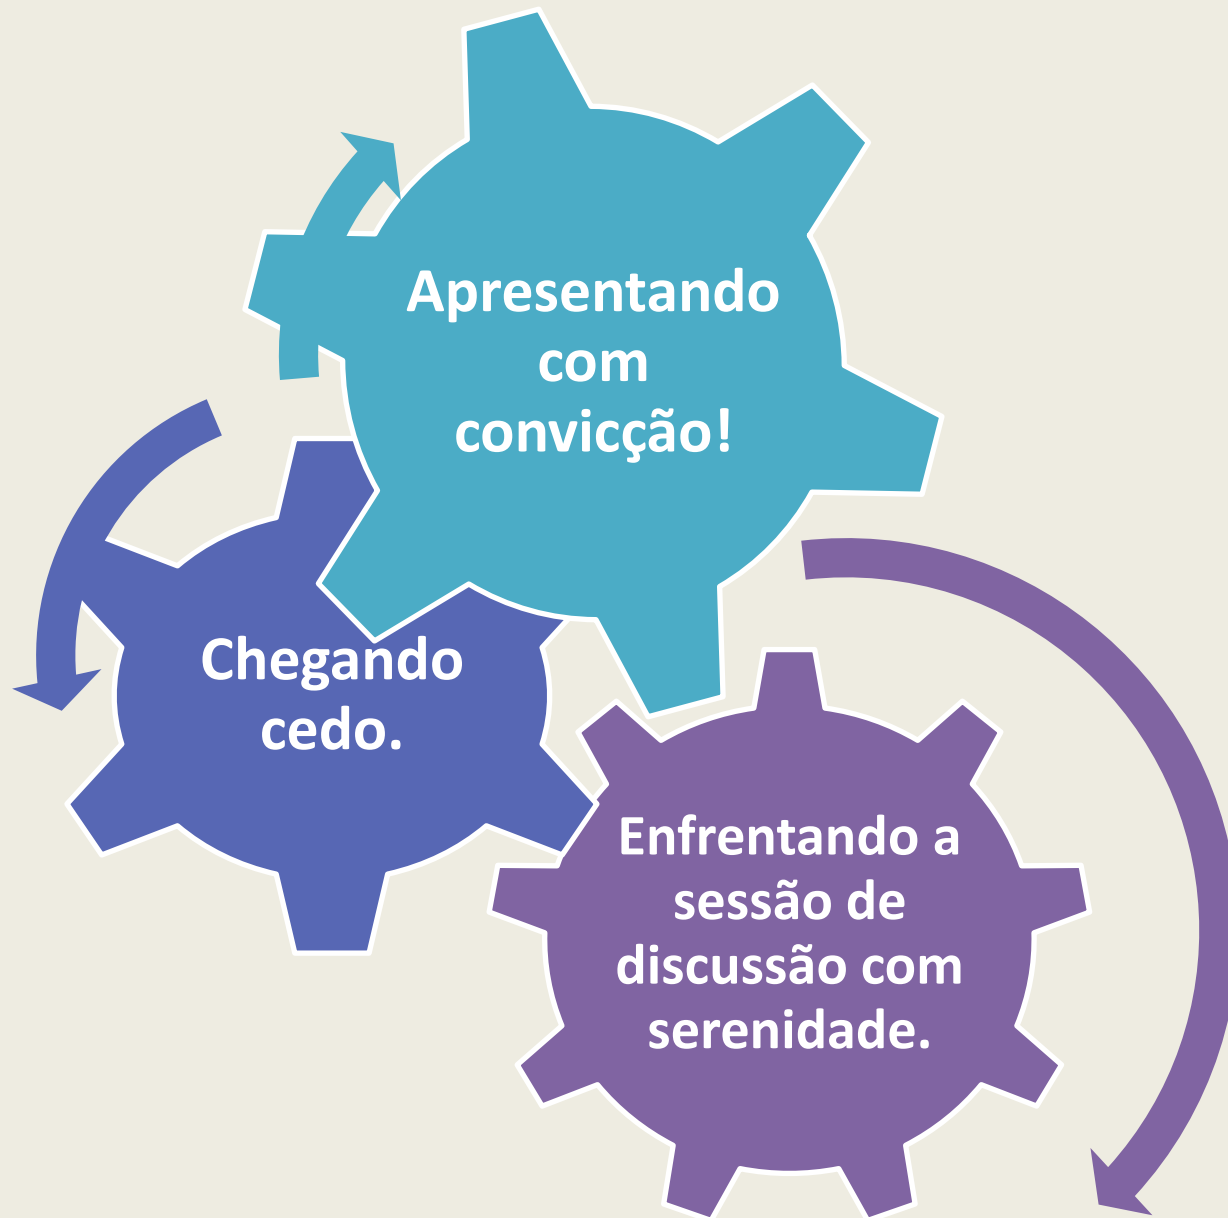 Apresentando
com
convicção!
Chegando
cedo.
Enfrentando a
sessão de
discussão com
serenidade.